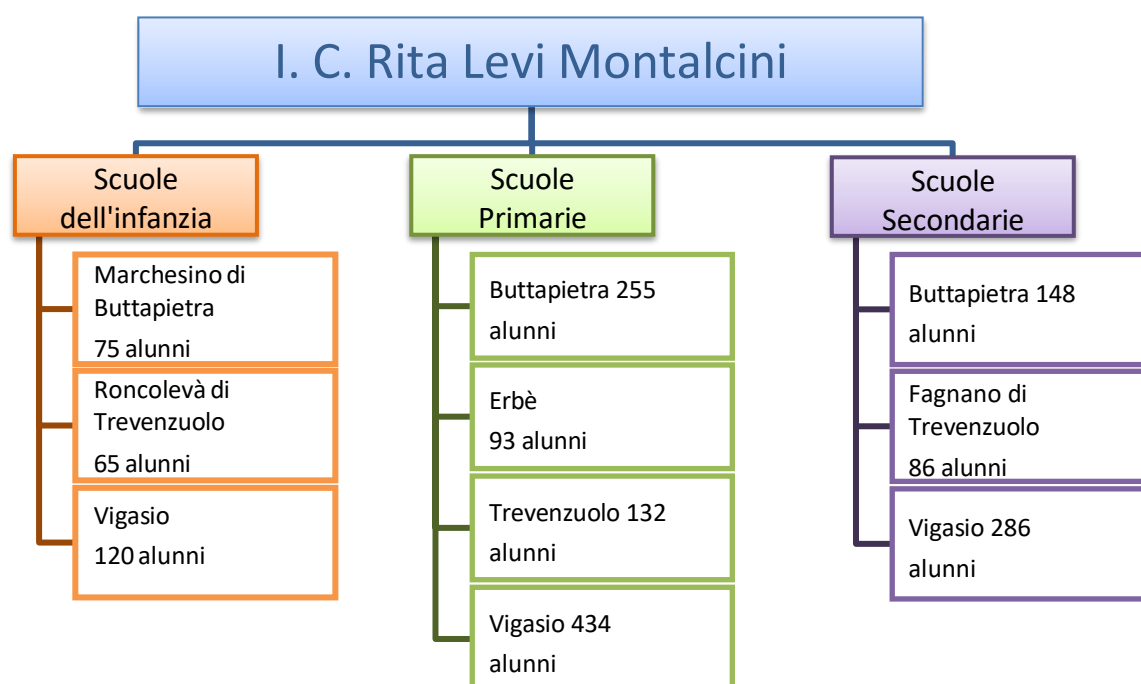 I. C. Rita Levi Montalcini
Scuole
dell'infanzia
Marchesino di
Buttapietra
75 alunni
Roncolevà di
Trevenzuolo
65 alunni
Vigasio
120 alunni
Scuole
Primarie
Buttapietra 255
alunni
Erbè
93 alunni
Trevenzuolo 132
alunni
Vigasio 434
alunni
Scuole
Secondarie
Buttapietra 148
alunni
Fagnano di
Trevenzuolo
86 alunni
Vigasio 286
alunni